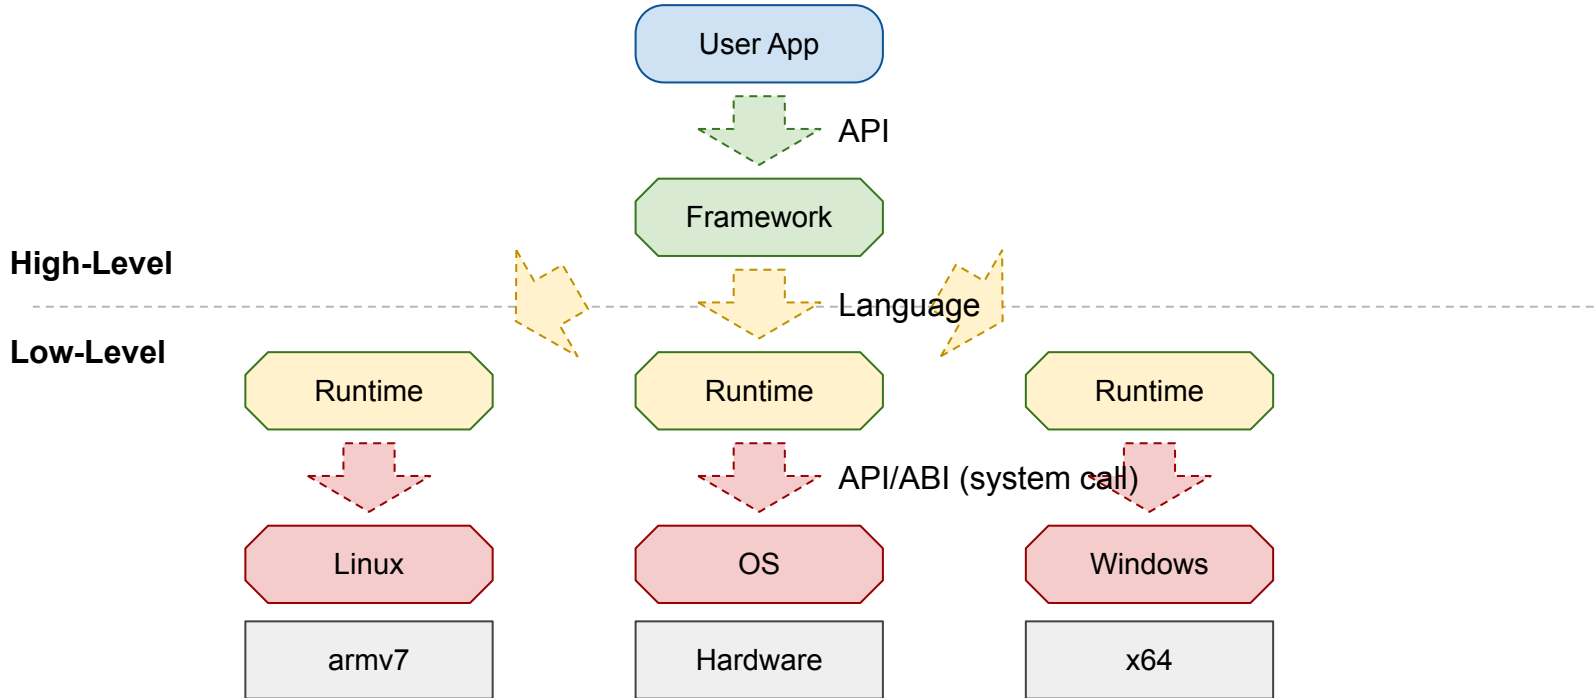 User App
API
Framework
High-Level
Language
Low-Level
Runtime
Runtime
Runtime
API/ABI (system call)
Linux
OS
Windows
armv7
Hardware
x64